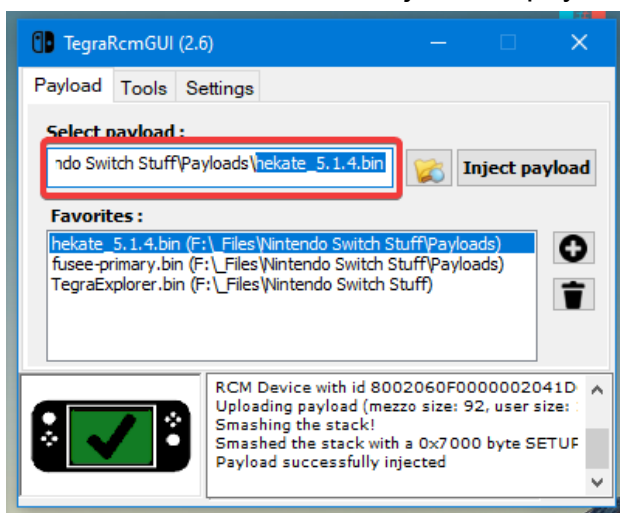 TegraRcmGUI (2.6)
Payload Tools Settings
Select payload :
ndo Switch Stuff\Payloads\hekate_5.1.4.bin
Inject payload
Favorites :
hekate_5.1.4.bin (F:\_Files\Nintendo Switch Stuff\Payloads)
fusee-primary.bin (F:\_Files\Nintendo Switch Stuff\Payloads)
TegraExplorer.bin (F:\_Files\Nintendo Switch Stuff)
RCM Device with id 8002060F0000002041D
Uploading payload (mezzo size: 92, user size:
Smashing the stack!
Smashed the stack with a 0x7000 byte SETUP
Payload successfully injected